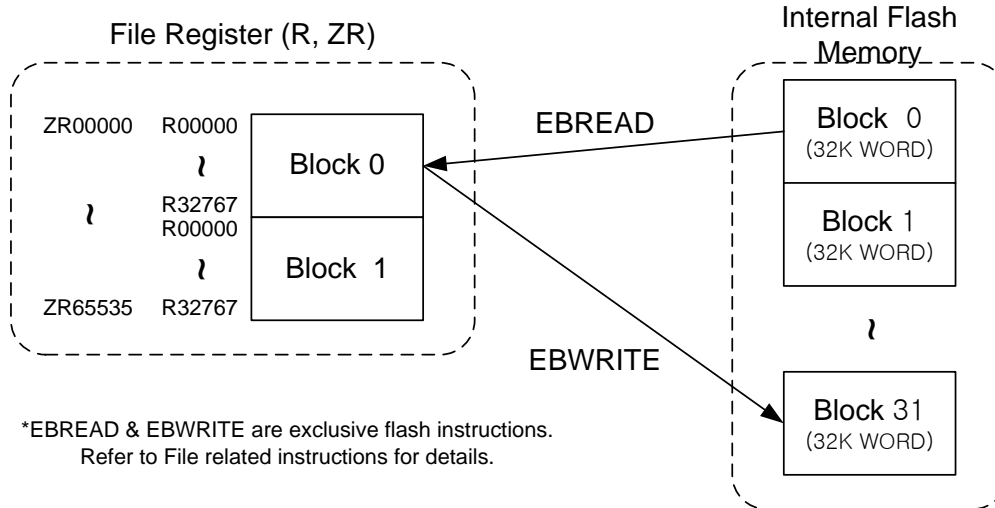 File Register (R, ZR)
Internal Flash
Memory
ZR00000 R00000
~
R32767
~
R00000
~
ZR65535 R32767
Block 0
Block 1
EBREAD
EBWRITE
Block 0
(32K WORD)
Block 1
(32K WORD)
~
Block 31
(32K WORD)
*EBREAD & EBWRITE are exclusive flash instructions.
Refer to File related instructions for details.